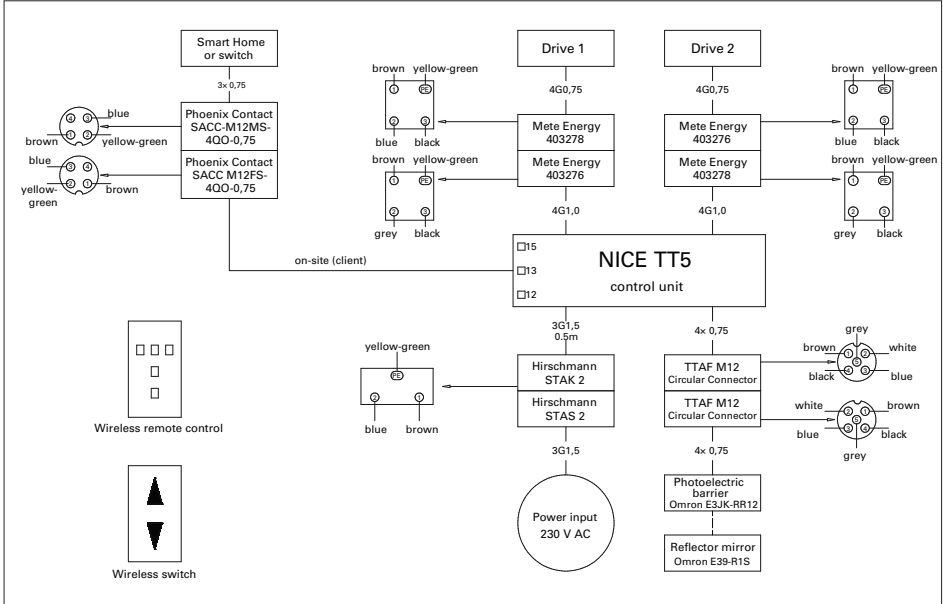 Smart Home
or switch
3× 0,75
Phoenix Contact
SACC-M12MS-
4QO-0,75
Phoenix Contact
SACC M12FS-
4QO-0,75
4 3
1 2
blue
brown
yellow-green
3 4
2 1
blue
yellow-
green
brown
on-site (client)
Drive 1
4G0,75
Mete Energy
403278
Mete Energy
403276
4G1,0
brown yellow-green
1 PE
2 3
blue black
brown yellow-green
1 PE
2 3
grey black
Drive 2
4G0,75
Mete Energy
403276
Mete Energy
403278
4G1,0
brown yellow-green
1 PE
2 3
blue black
brown yellow-green
1 PE
2 3
grey black
15
13
12
NICE TT5
control unit
3G1,5
0.5m
Hirschmann
STAK 2
Hirschmann
STAS 2
3G1,5
Power input
230 V AC
yellow-green
PE
2 1
blue brown
4× 0,75
TTAF M12
Circular Connector
TTAF M12
Circular Connector
4× 0,75
Photoelectric
barrier
Omron E3JK-RR12
Reflector mirror
Omron E39-R1S
grey
brown 1 2 white
5
black 4 3 blue
white 2 1 brown
5
blue 3 4 black
grey
Wireless remote control
Wireless switch